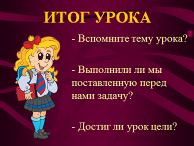 ИТОГ УРОКА
- Вспомните тему урока?
- Выполнили ли мы
поставленную перед
нами задачу?
- Достиг ли урок цели?